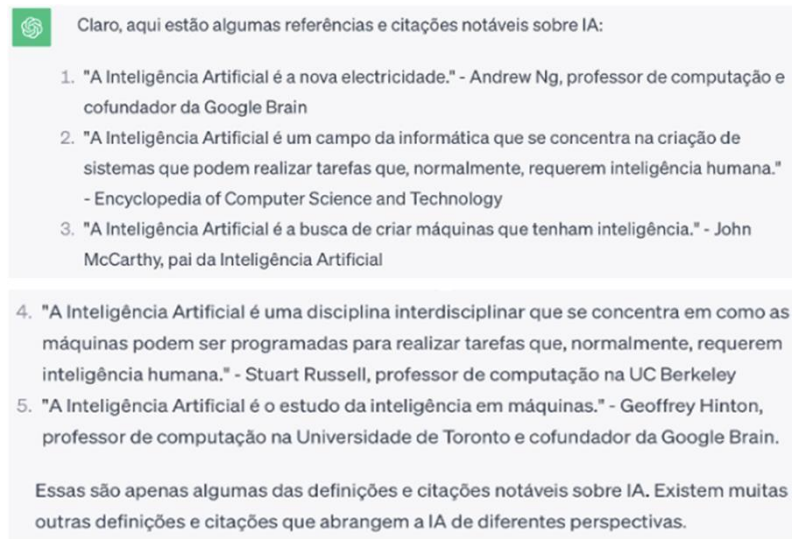 Claro, aqui estão algumas referências e citações notáveis sobre IA:
1. "A Inteligência Artificial é a nova electricidade." - Andrew Ng, professor de computação e
cofundador da Google Brain
2. "A Inteligência Artificial é um campo da informática que se concentra na criação de
sistemas que podem realizar tarefas que, normalmente, requerem inteligência humana."
- Encyclopedia of Computer Science and Technology
3. "A Inteligência Artificial é a busca de criar máquinas que tenham inteligência." - John
McCarthy, pai da Inteligência Artificial
4. "A Inteligência Artificial é uma disciplina interdisciplinar que se concentra em como as
máquinas podem ser programadas para realizar tarefas que, normalmente, requerem
inteligência humana." - Stuart Russell, professor de computação na UC Berkeley
5. "A Inteligência Artificial é o estudo da inteligência em máquinas." - Geoffrey Hinton,
professor de computação na Universidade de Toronto e cofundador da Google Brain.
Essas são apenas algumas das definições e citações notáveis sobre IA. Existem muitas
outras definições e citações que abrangem a IA de diferentes perspectivas.